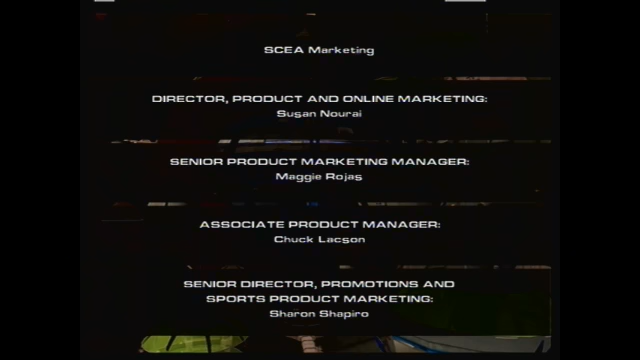 SCEA Marketing
DIRECTOR, PRODUCT AND ONLINE MARKETING:
Susan Nourai
SENIOR PRODUCT MARKETING MANAGER:
Maggie Rojas
ASSOCIATE PRODUCT MANAGER:
Chuck Lacson
SENIOR DIRECTOR, PROMOTIONS AND
SPORTS PRODUCT MARKETING:
Sharon Shapiro